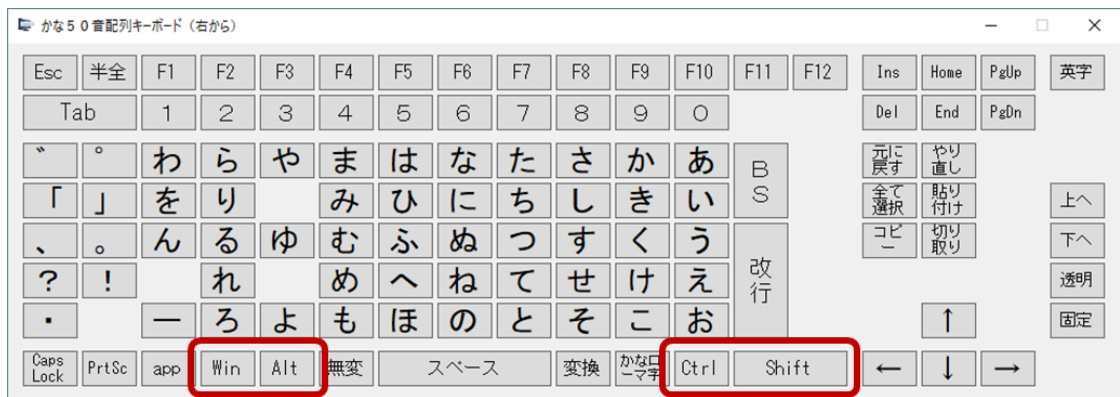 かな５０音配列キーボード（右から）
Esc 半全 F1 F2 F3 F4 F5 F6 F7 F8 F9 F10 F11 F12 Ins Home PgUp 英字
Tab 1 2 3 4 5 6 7 8 9 0 Del End PgDn
゛ ゜ わ ら や ま は な た さ か あ BS 元に戻す やり直し
「 」 を り み ひ に ち し き い 全て選択 貼り付け 上へ
、 。 ん る ゆ む ふ ぬ つ す く う 改行 コピー 切り取り 下へ
？ ！ れ め へ ね て せ け え 透明
・ ー ろ よ も ほ の と そ こ お ↑ 固定
Caps Lock PrtSc app Win Alt 無変 スペース 変換 かなローマ字 Ctrl Shift ← ↓ →